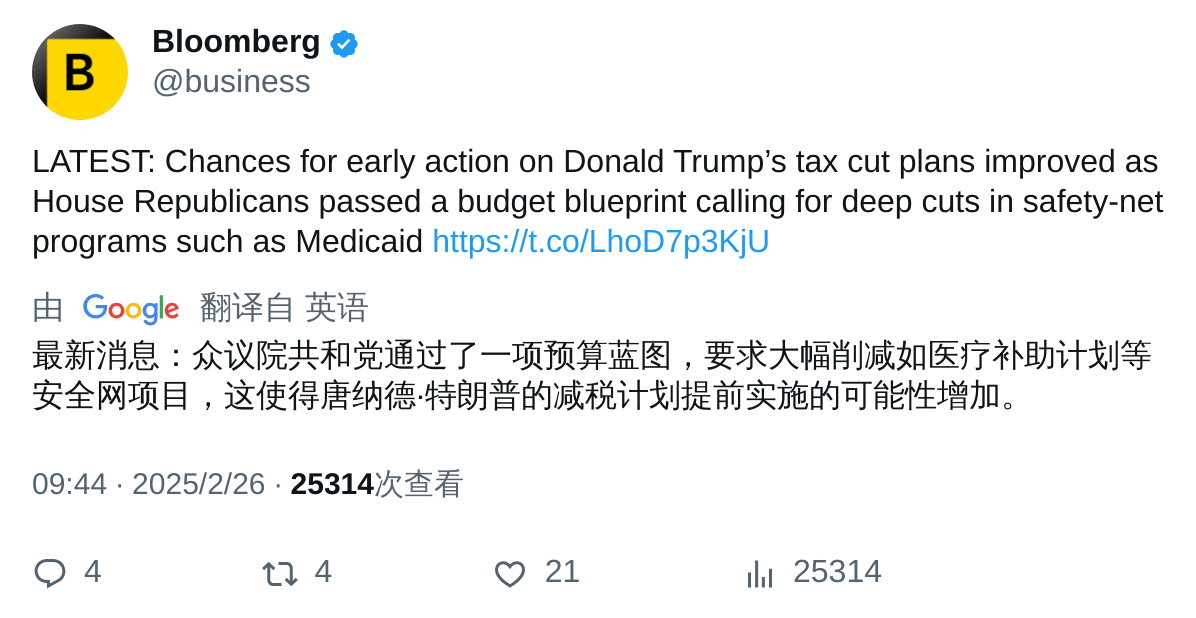 B
Bloomberg
@business
LATEST: Chances for early action on Donald Trump’s tax cut plans improved as
House Republicans passed a budget blueprint calling for deep cuts in safety-net
programs such as Medicaid https://t.co/LhoD7p3KjU
由 Google 翻译自 英语
最新消息：众议院共和党通过了一项预算蓝图，要求大幅削减如医疗补助计划等
安全网项目，这使得唐纳德·特朗普的减税计划提前实施的可能性增加。
09:44 · 2025/2/26 · 25314次查看
4 4 21 25314